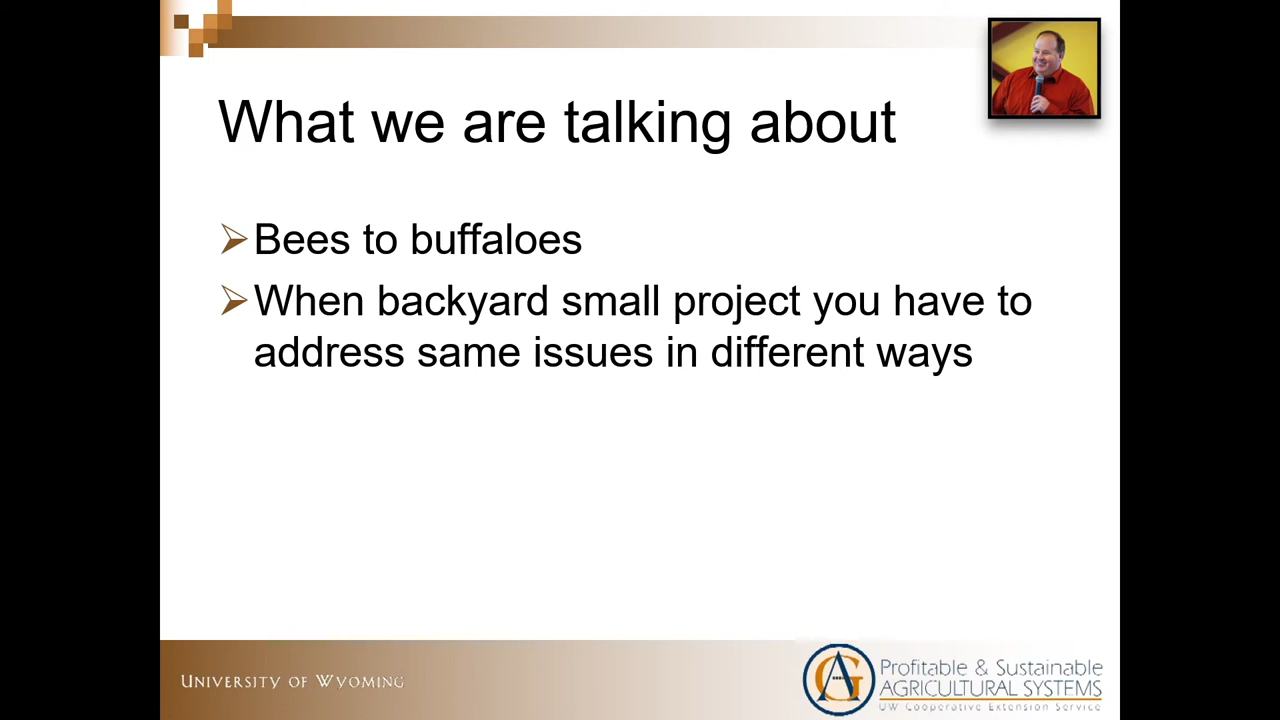 What we are talking about
Bees to buffaloes
When backyard small project you have to
address same issues in different ways
UNIVERSITY OF WYOMING
AG
Profitable & Sustainable
AGRICULTURAL SYSTEMS
UW Cooperative Extension Service